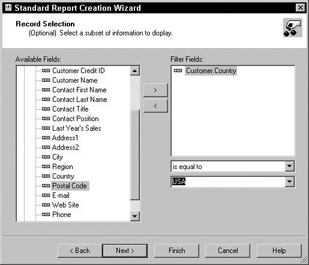 Standard Report Creation Wizard
Record Selection
(Optional) Select a subset of information to display.
Available Fields:
Customer Credit ID
Customer Name
Contact First Name
Contact Last Name
Contact Title
Contact Position
Last Year's Sales
Address1
Address2
City
Region
Country
Postal Code
E-mail
Web Site
Phone
>
<
Filter Fields:
Customer.Country
is equal to
USA
< Back
Next >
Finish
Cancel
Help